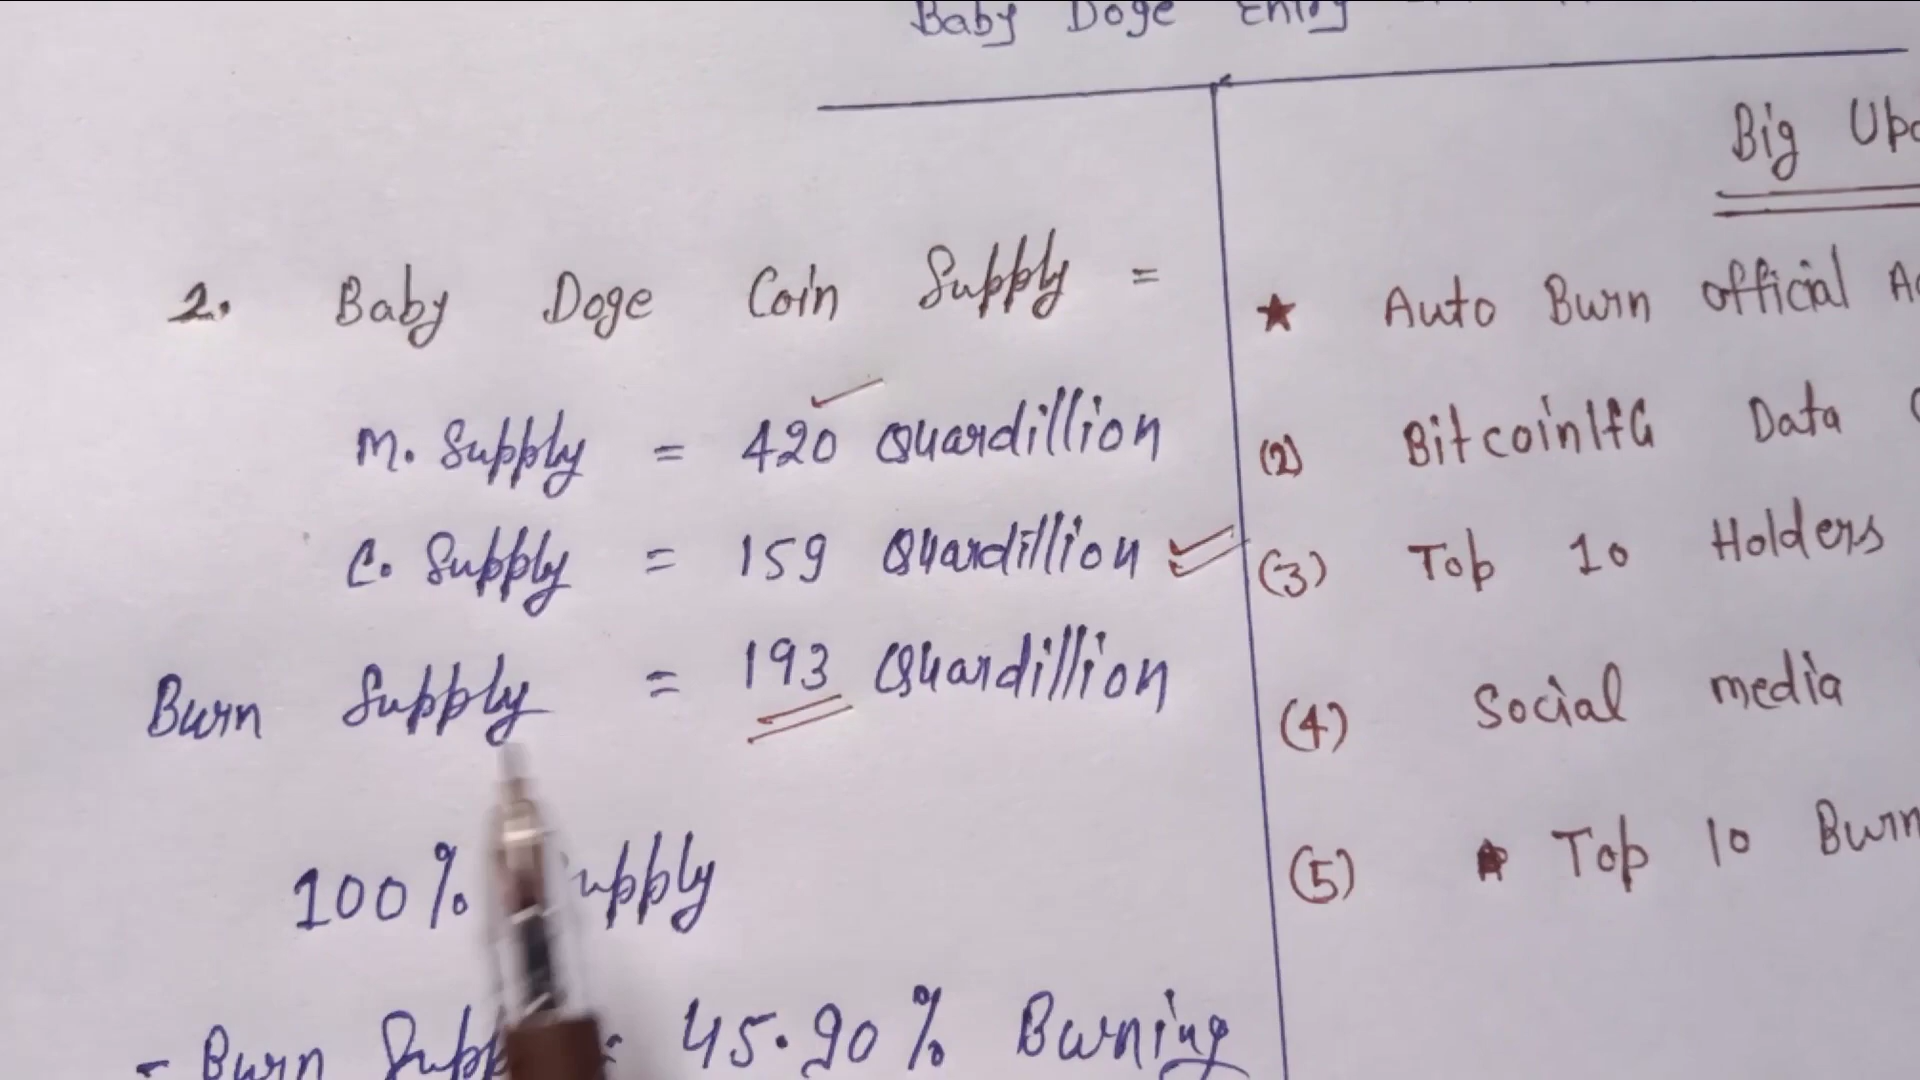 Baby Doge Entry
2. Baby Doge Coin Supply =
M. Supply = 420 Quardillion
C. Supply = 159 Quardillion
Burn Supply = 193 Quardillion
100%
- Burn = 45.90% Burning
Big
★ Auto Burn official
(2) Data
(3) Top 10 Holders
(4) Social media
(5) ★ Top 10 Burn